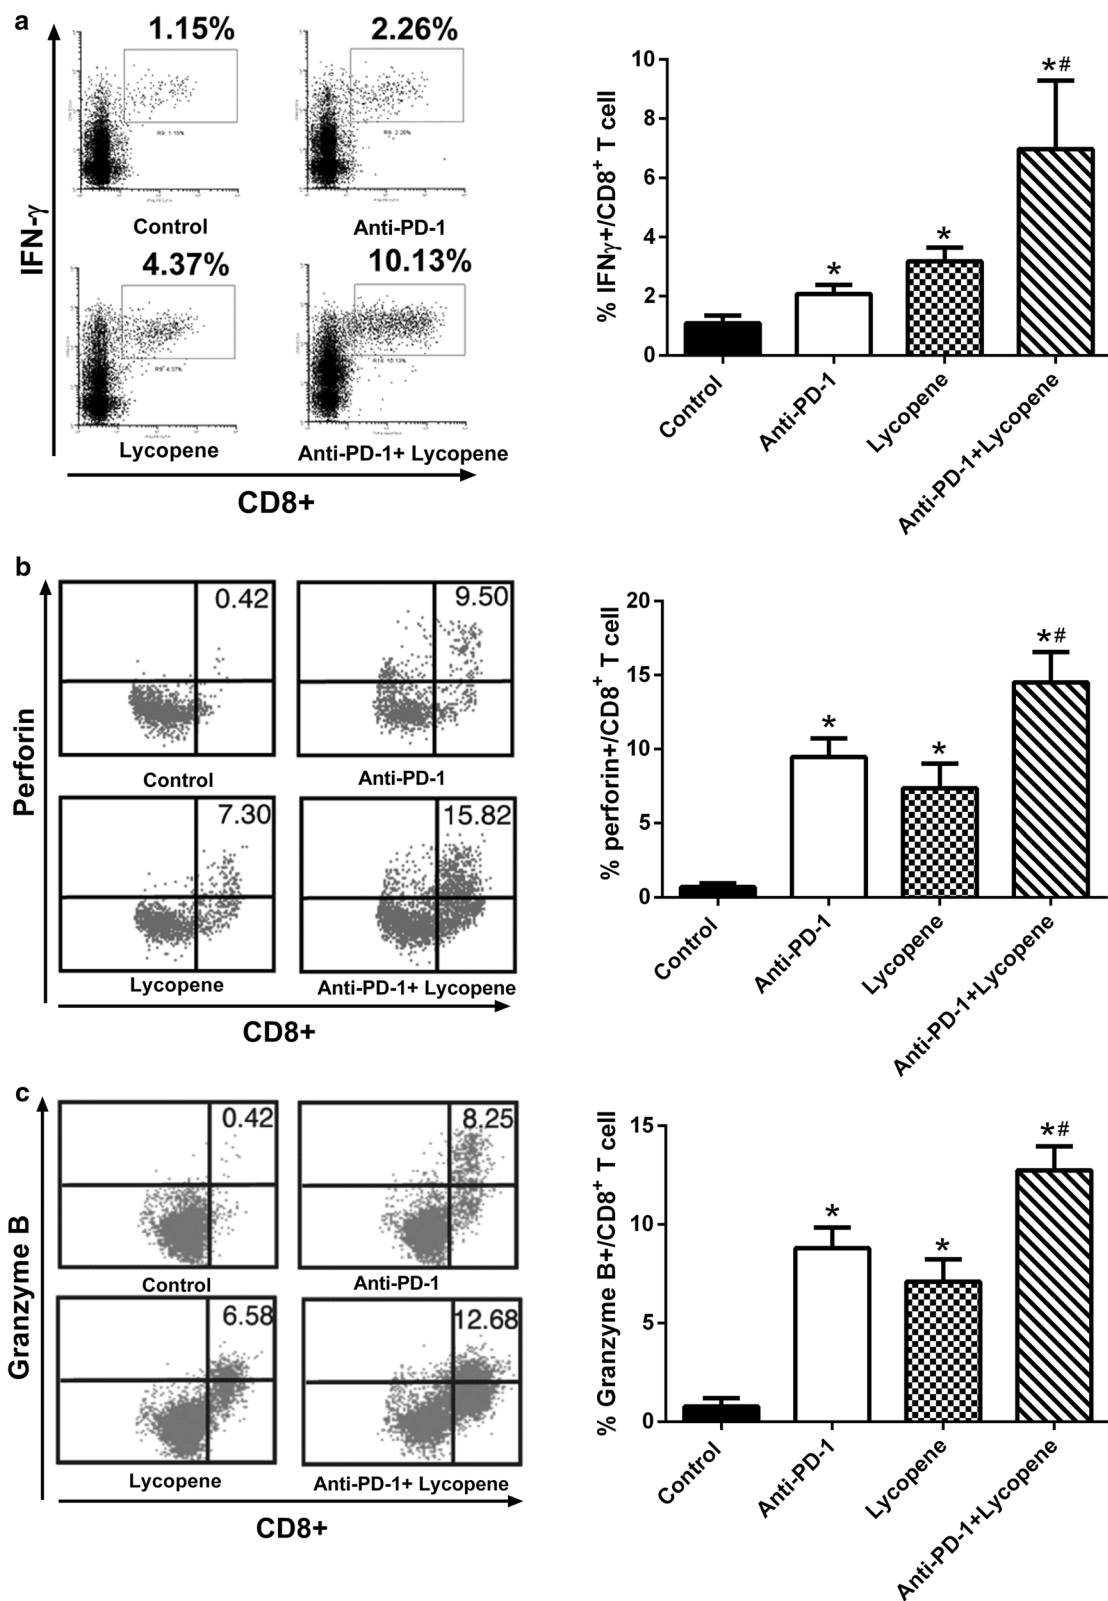 a
1.15%
2.26%
R9: 1.15%
Control
Anti-PD-1
4.37%
10.13%
Lycopene
Anti-PD-1+ Lycopene
IFN-γ
CD8+
% IFNγ+/CD8+ T cell
10
8
6
4
2
0
*
*
*#
Control
Anti-PD-1
Lycopene
Anti-PD-1+Lycopene
b
0.42
9.50
Control
Anti-PD-1
7.30
15.82
Lycopene
Anti-PD-1+ Lycopene
Perforin
CD8+
% perforin+/CD8+ T cell
20
15
10
5
0
*
*
*#
Control
Anti-PD-1
Lycopene
Anti-PD-1+Lycopene
c
0.42
8.25
Control
Anti-PD-1
6.58
12.68
Lycopene
Anti-PD-1+ Lycopene
Granzyme B
CD8+
% Granzyme B+/CD8+ T cell
15
10
5
0
*
*
*#
Control
Anti-PD-1
Lycopene
Anti-PD-1+Lycopene